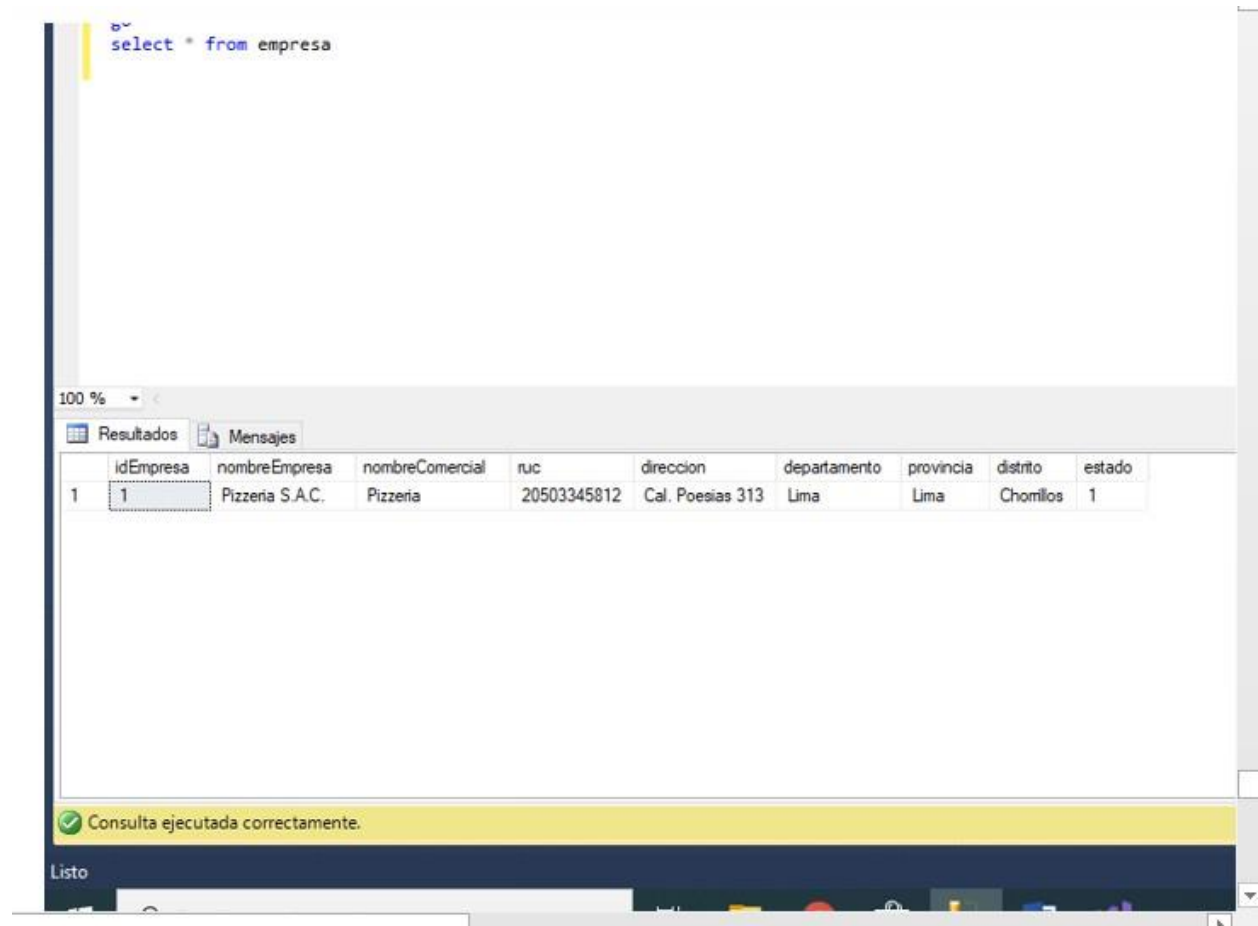 go
select * from empresa
100 %
Resultados Mensajes
idEmpresa nombreEmpresa nombreComercial ruc direccion departamento provincia distrito estado
1 1 Pizzeria S.A.C. Pizzeria 20503345812 Cal. Poesias 313 Lima Lima Chorrillos 1
Consulta ejecutada correctamente.
Listo